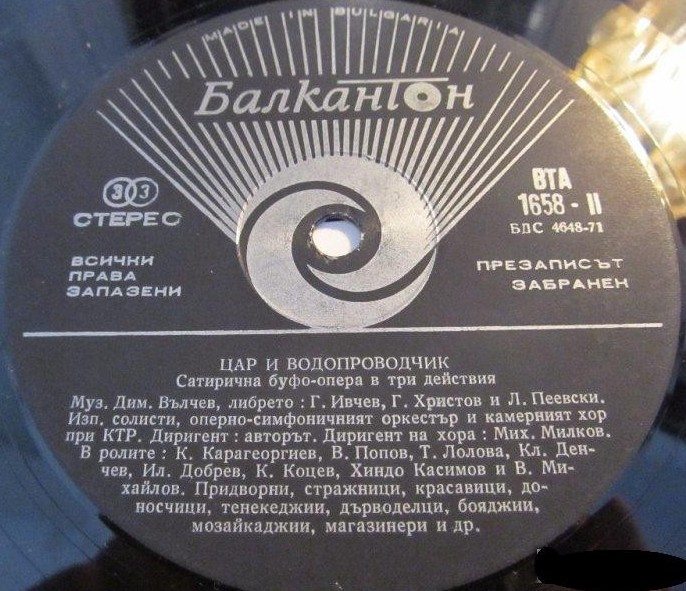 MADE IN BULGARIA
Балкантон
33
СТЕРЕО
ВТА
1658 - II
БДС 4648-71
ВСИЧКИ
ПРАВА
ЗАПАЗЕНИ
ПРЕЗАПИСЪТ
ЗАБРАНЕН
ЦАР И ВОДОПРОВОДЧИК
Сатирична буфо-опера в три действия
Муз. Дим. Вълчев, либрето : Г. Ивчев, Г. Христов и Л. Пеевски.
Изп. солисти, оперно-симфоничният оркестър и камерният хор
при КТР. Диригент : авторът. Диригент на хора : Мих. Милков.
В ролите : К. Карагеоргиев, В. Попов, Т. Лолова, Кл. Ден-
чев, Ил. Добрев, К. Коцев, Хиндо Касимов и В. Ми-
хайлов. Придворни, стражници, красавици, до-
носчици, тенекеджии, дърводелци, бояджии,
мозайкаджии, магазинери и др.